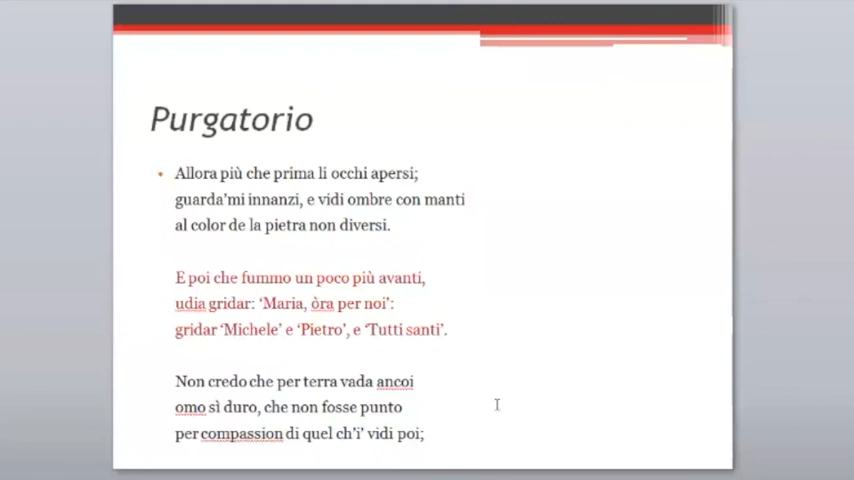 Purgatorio
Allora più che prima li occhi apersi;
guarda'mi innanzi, e vidi ombre con manti
al color de la pietra non diversi.
E poi che fummo un poco più avanti,
udia gridar: 'Maria, òra per noi':
gridar 'Michele' e 'Pietro', e 'Tutti santi'.
Non credo che per terra vada ancoi
omo sì duro, che non fosse punto
per compassion di quel ch'i' vidi poi;